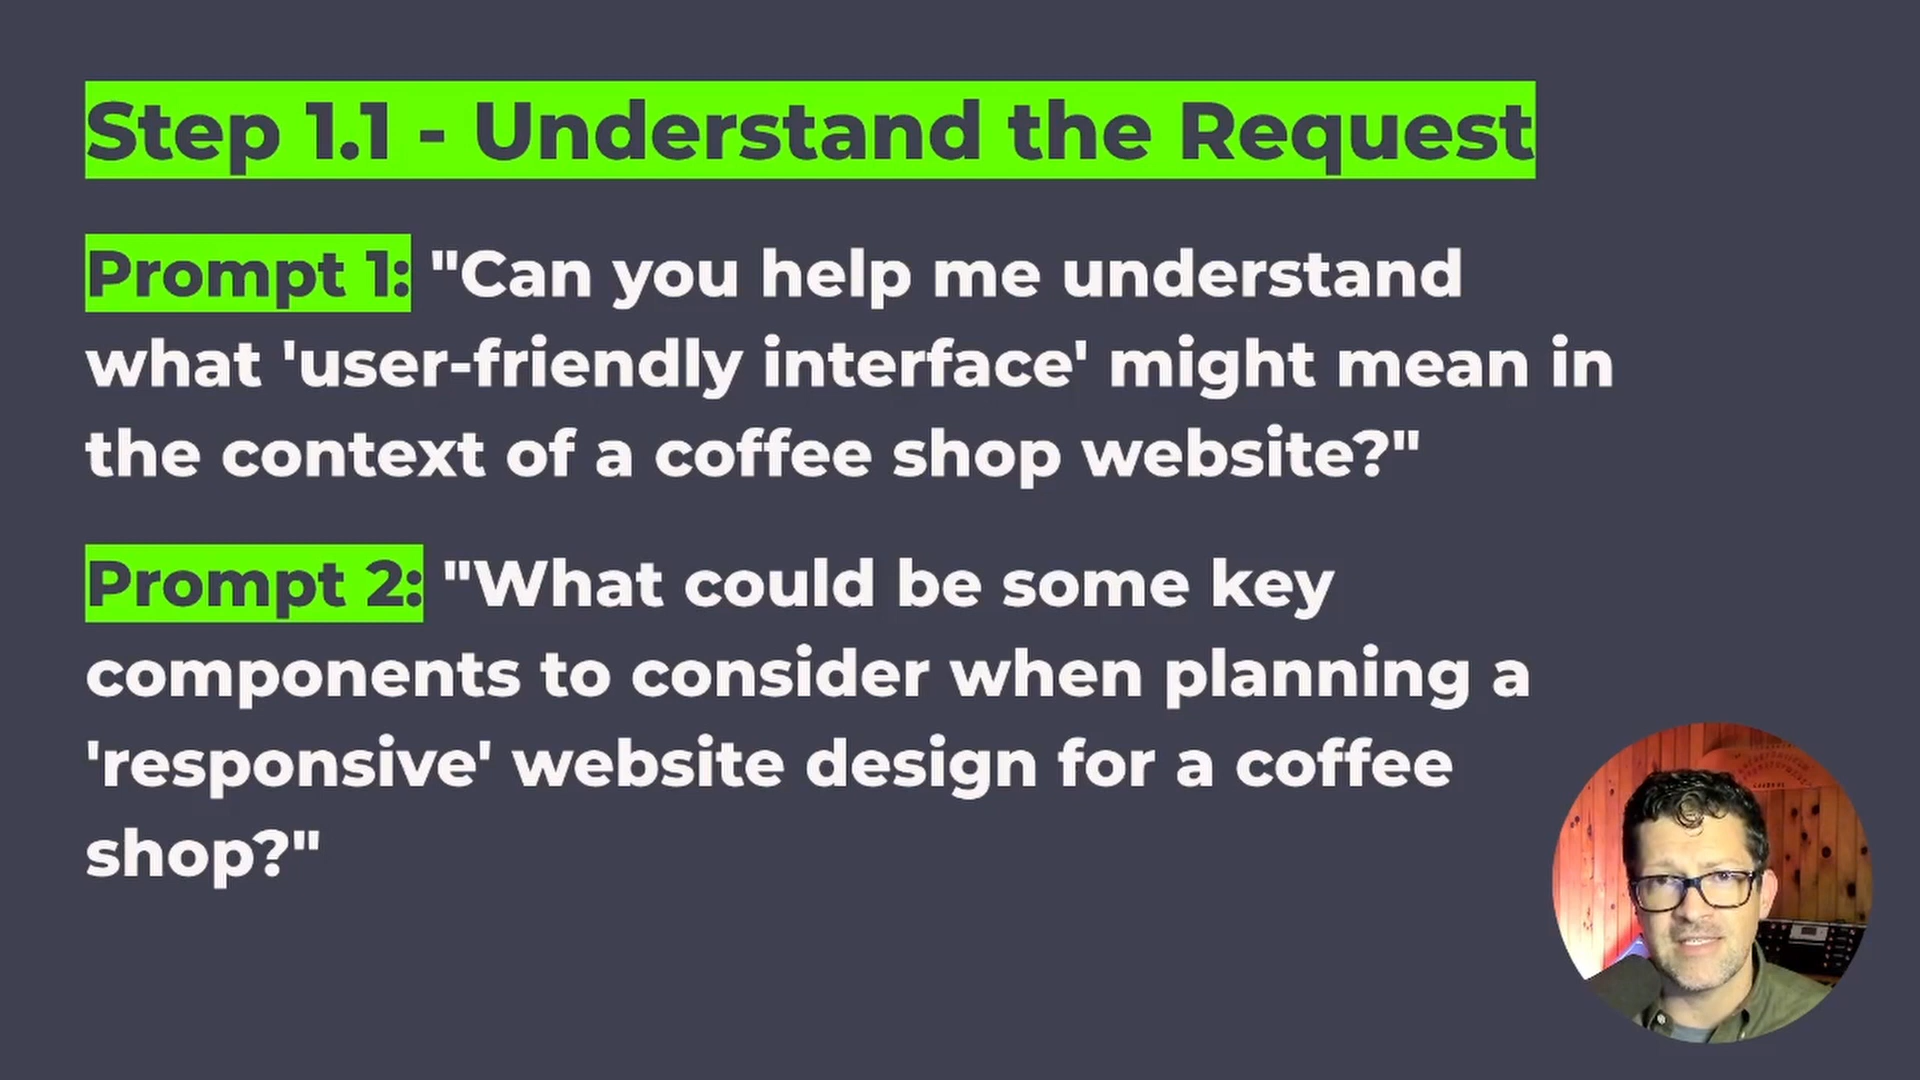 Step 1.1 - Understand the Request
Prompt 1: "Can you help me understand
what 'user-friendly interface' might mean in
the context of a coffee shop website?"
Prompt 2: "What could be some key
components to consider when planning a
'responsive' website design for a coffee
shop?"